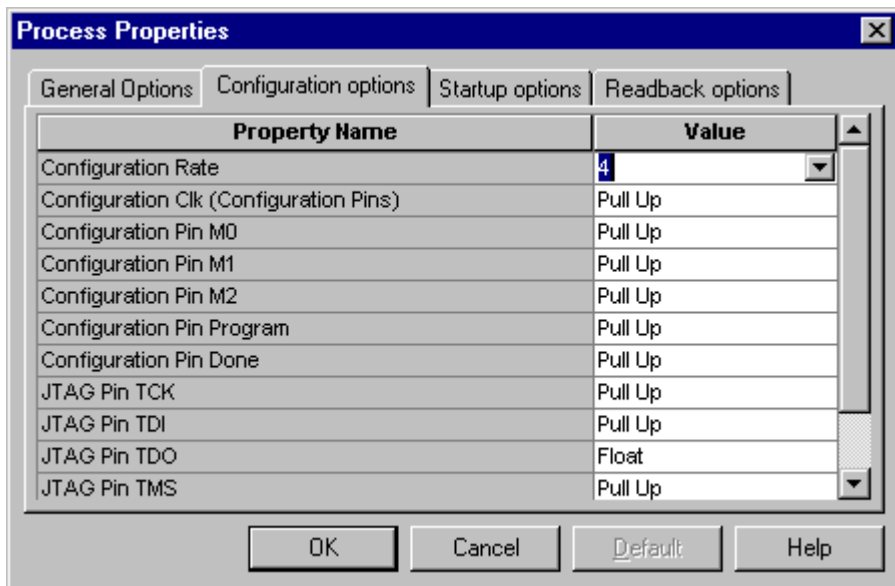 Process Properties
General Options Configuration options Startup options Readback options
Property Name Value
Configuration Rate 4
Configuration Clk (Configuration Pins) Pull Up
Configuration Pin M0 Pull Up
Configuration Pin M1 Pull Up
Configuration Pin M2 Pull Up
Configuration Pin Program Pull Up
Configuration Pin Done Pull Up
JTAG Pin TCK Pull Up
JTAG Pin TDI Pull Up
JTAG Pin TDO Float
JTAG Pin TMS Pull Up
OK Cancel Default Help